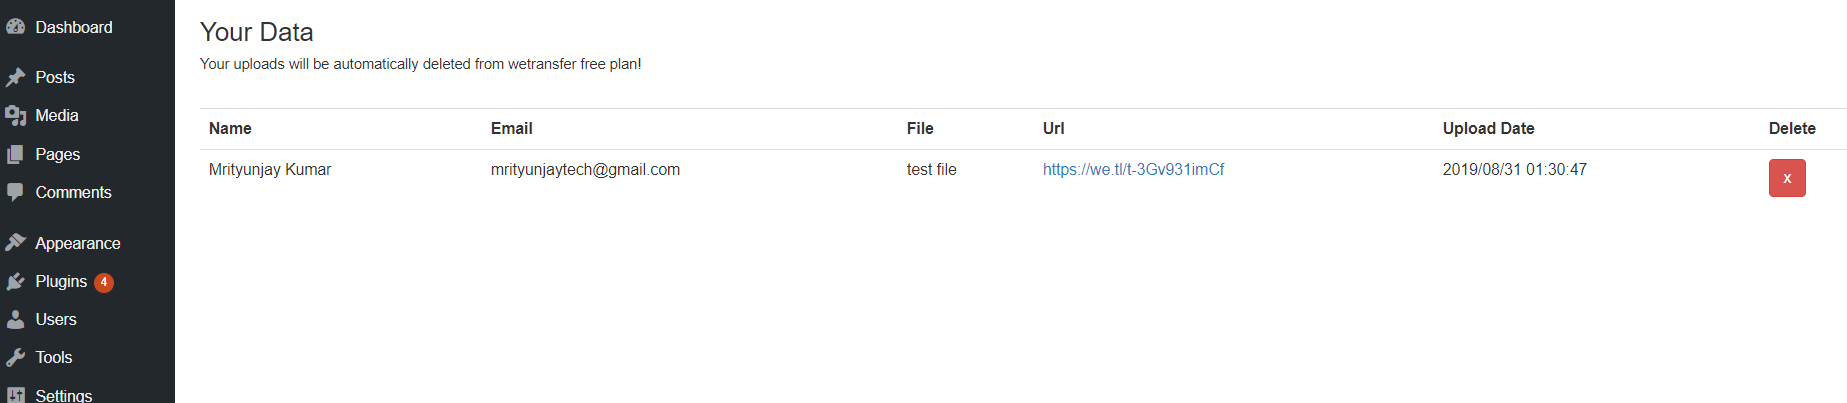 Dashboard
Posts
Media
Pages
Comments
Appearance
Plugins 4
Users
Tools
Settings
Your Data
Your uploads will be automatically deleted from wetransfer free plan!
Name Email File Url Upload Date Delete
Mrityunjay Kumar mrityunjaytech@gmail.com test file https://we.tl/t-3Gv931imCf 2019/08/31 01:30:47 x